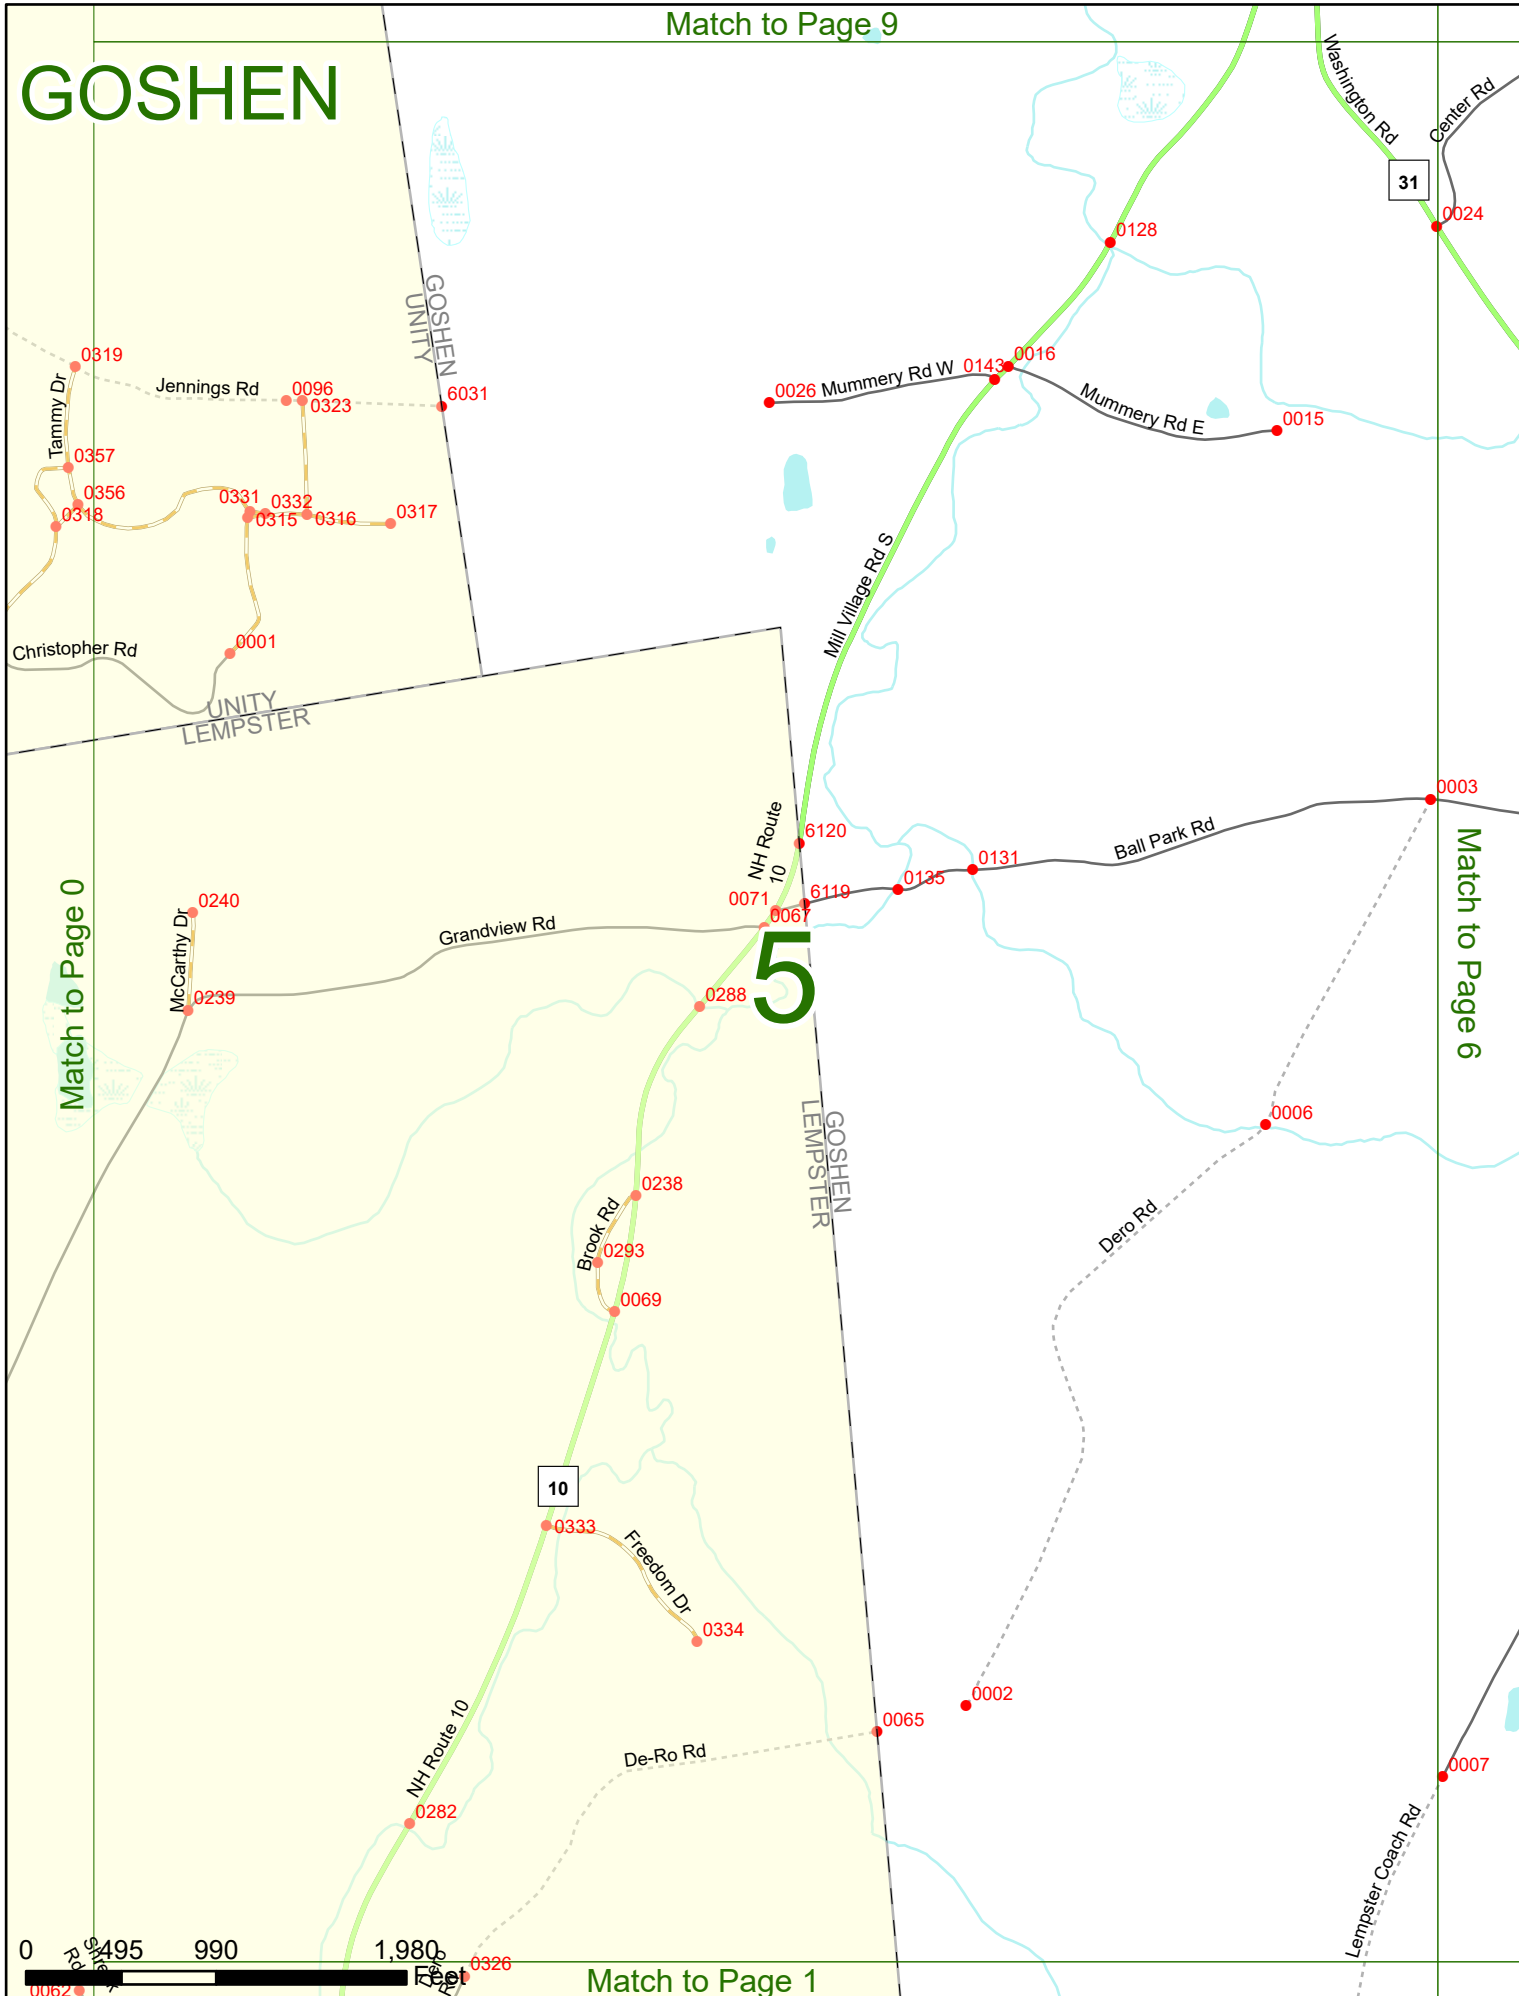 Match to Page 9
GOSHEN
Washington Rd
Center Rd
31
0024
0128
GOSHEN
UNITY
0319
Jennings Rd
0096
0323
6031
0026
Mummery Rd W
0143
0016
Mummery Rd E
0015
Tammy Dr
0357
0356
0318
0331
0332
0315
0316
0317
Mill Village Rd S
Christopher Rd
0001
UNITY
LEMPSTER
0003
6120
NH Route
10
Ball Park Rd
0131
0135
6119
0071
0067
Match to Page 0
Match to Page 6
0240
McCarthy Dr
Grandview Rd
0239
5
0288
GOSHEN
LEMPSTER
0006
0238
Brook Rd
0293
Dero Rd
0069
10
0333
Freedom Dr
0334
0002
0065
De-Ro Rd
NH Route 10
0282
0007
Lempster Coach Rd
0
495
990
1,980
Feet
Rd
Dero
Rd
0326
0062
Match to Page 1